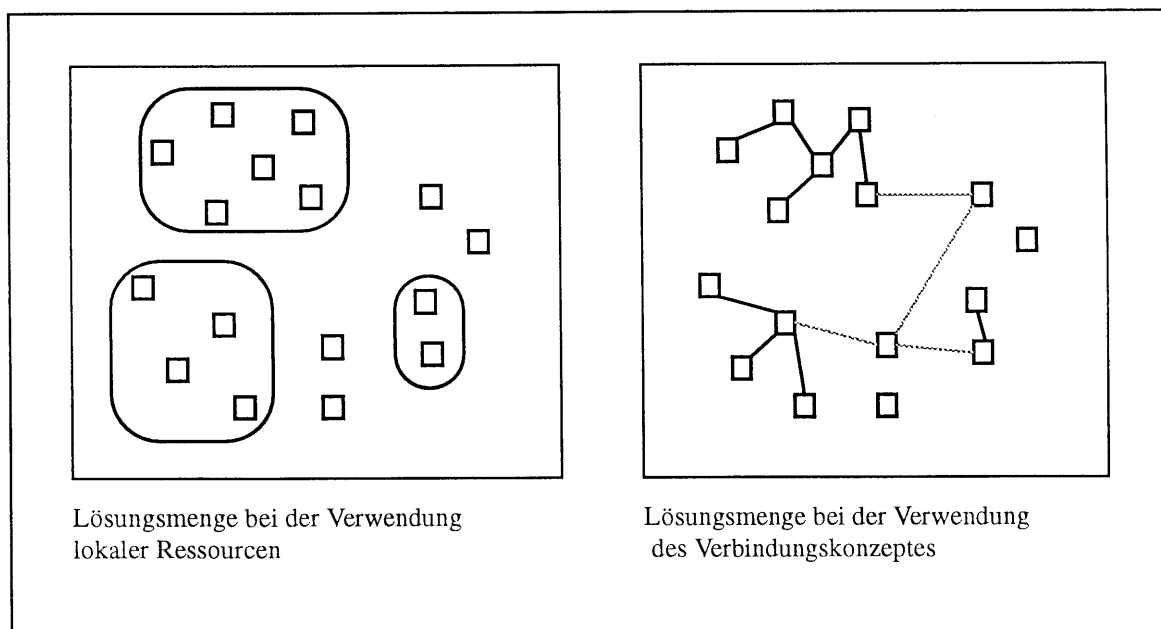 Lösungsmenge bei der Verwendung
lokaler Ressourcen
Lösungsmenge bei der Verwendung
des Verbindungskonzeptes